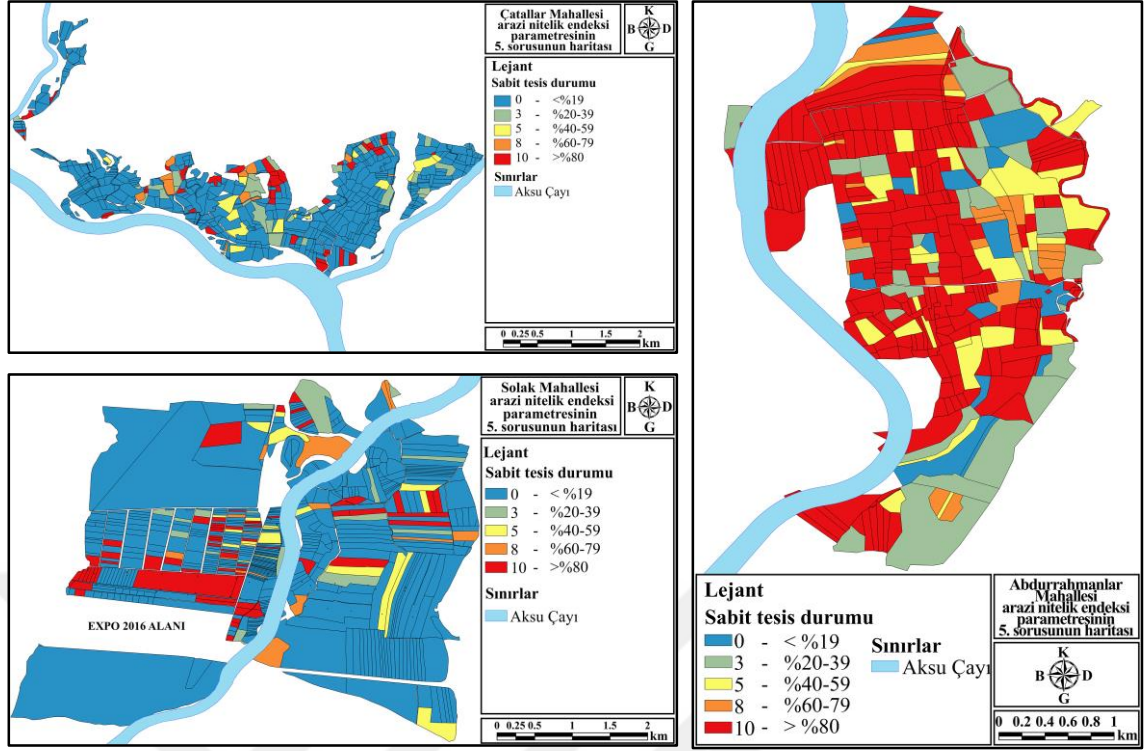 Çatallar Mahallesi
arazi nitelik endeksi
parametresinin
5. sorusunun haritası
K
B D
G
Lejant
Sabit tesis durumu
0 - <%19
3 - %20-39
5 - %40-59
8 - %60-79
10 - >%80
Sınırlar
Aksu Çayı
0 0.25 0.5 1 1.5 2
km
Solak Mahallesi
arazi nitelik endeksi
parametresinin
5. sorusunun haritası
K
B D
G
Lejant
Sabit tesis durumu
0 - < %19
3 - %20-39
5 - %40-59
8 - %60-79
10 - >%80
Sınırlar
Aksu Çayı
EXPO 2016 ALANI
0 0.25 0.5 1 1.5 2
km
Lejant
Sabit tesis durumu
0 - < %19
3 - %20-39
5 - %40-59
8 - %60-79
10 - > %80
Sınırlar
Aksu Çayı
Abdurrahmanlar
Mahallesi
arazi nitelik endeksi
parametresinin
5. sorusunun haritası
K
B D
G
0 0.2 0.4 0.6 0.8 1
km